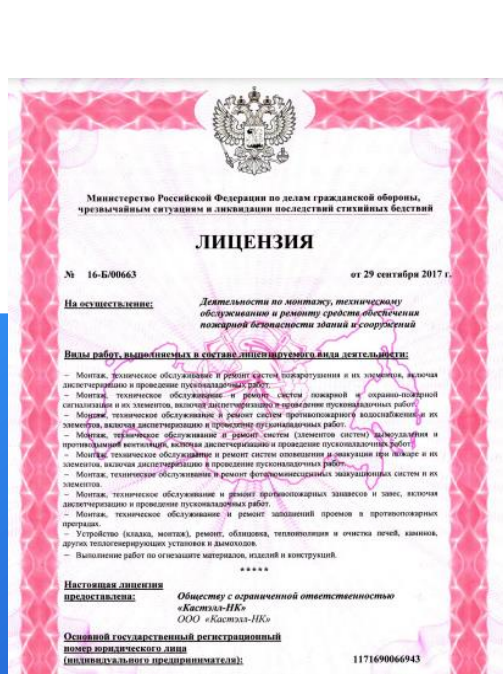 Министерство Российской Федерации по делам гражданской обороны,
чрезвычайным ситуациям и ликвидации последствий стихийных бедствий
ЛИЦЕНЗИЯ
№ 16-Б/00663 от 29 сентября 2017 г.
На осуществление: Деятельности по монтажу, техническому
обслуживанию и ремонту средств обеспечения
пожарной безопасности зданий и сооружений
Виды работ, выполняемых в составе лицензируемого вида деятельности:
– Монтаж, техническое обслуживание и ремонт систем пожаротушения и их элементов, включая
диспетчеризацию и проведение пусконаладочных работ.
– Монтаж, техническое обслуживание и ремонт систем пожарной и охранно-пожарной
сигнализации и их элементов, включая диспетчеризацию и проведение пусконаладочных работ.
– Монтаж, техническое обслуживание и ремонт систем противопожарного водоснабжения и их
элементов, включая диспетчеризацию и проведение пусконаладочных работ.
– Монтаж, техническое обслуживание и ремонт систем (элементов систем) дымоудаления и
противодымной вентиляции, включая диспетчеризацию и проведение пусконаладочных работ.
– Монтаж, техническое обслуживание и ремонт систем оповещения и эвакуации при пожаре и их
элементов, включая диспетчеризацию и проведение пусконаладочных работ.
– Монтаж, техническое обслуживание и ремонт фотолюминесцентных эвакуационных систем и их
элементов.
– Монтаж, техническое обслуживание и ремонт противопожарных занавесов и завес, включая
диспетчеризацию и проведение пусконаладочных работ.
– Монтаж, техническое обслуживание и ремонт заполнений проемов в противопожарных
преградах.
– Устройство (кладка, монтаж), ремонт, облицовка, теплоизоляция и очистка печей, каминов,
других теплогенерирующих установок и дымоходов.
– Выполнение работ по огнезащите материалов, изделий и конструкций.
*****
Настоящая лицензия
предоставлена: Обществу с ограниченной ответственностью
«Кастэлл-НК»
ООО «Кастэлл-НК»
Основной государственный регистрационный
номер юридического лица
(индивидуального предпринимателя): 1171690066943